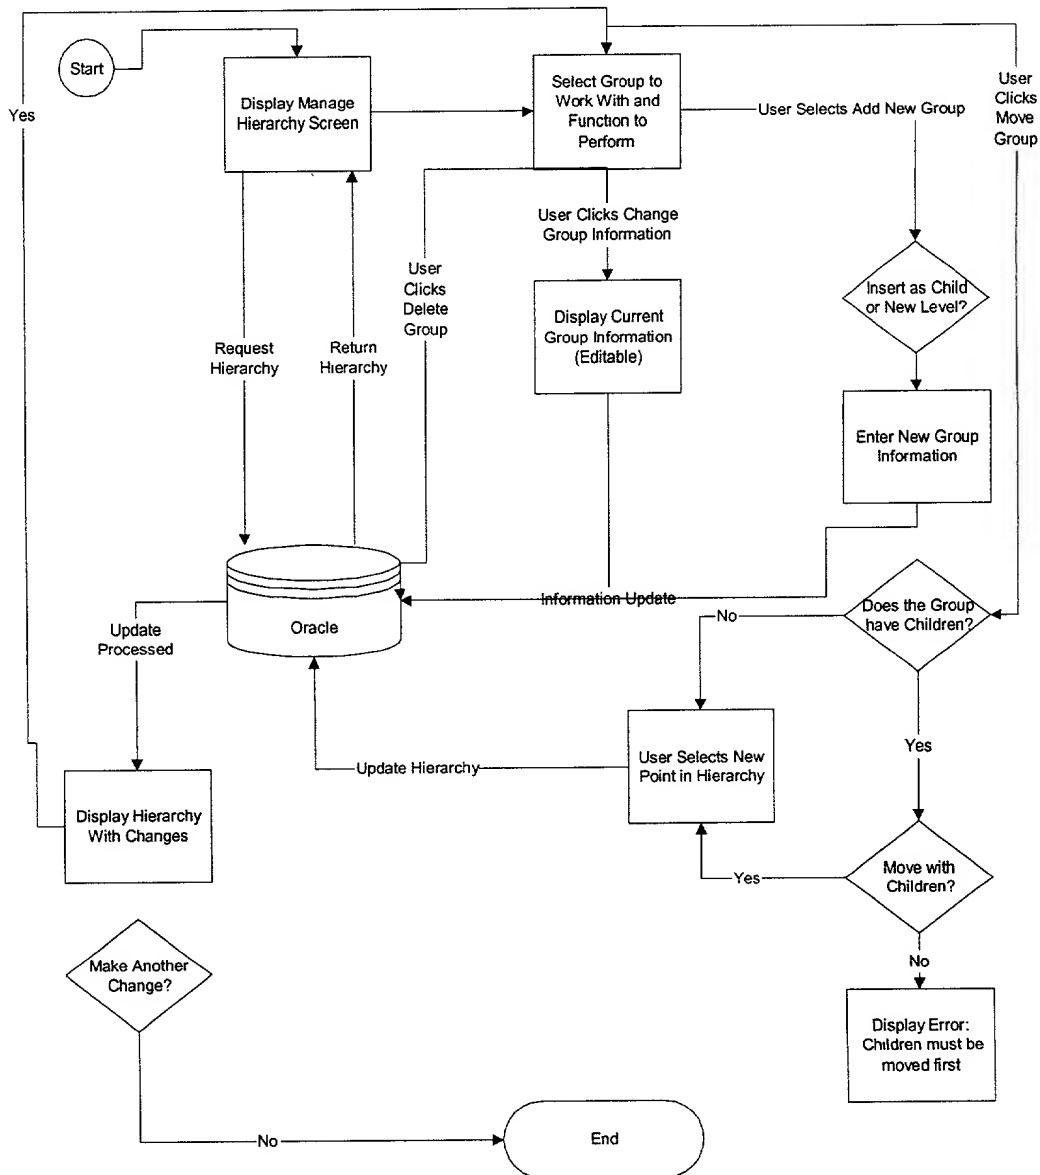 Start
Display Manage
Hierarchy Screen
Select Group to
Work With and
Function to
Perform
User Selects Add New Group
User
Clicks
Move
Group
Yes
User Clicks Change
Group Information
User
Clicks
Delete
Group
Insert as Child
or New Level?
Display Current
Group Information
(Editable)
Request
Hierarchy
Return
Hierarchy
Enter New Group
Information
Information Update
Oracle
Does the Group
have Children?
No
Update
Processed
Yes
User Selects New
Point in Hierarchy
Update Hierarchy
Display Hierarchy
With Changes
Move with
Children?
Yes
No
Make Another
Change?
Display Error:
Children must be
moved first
No
End